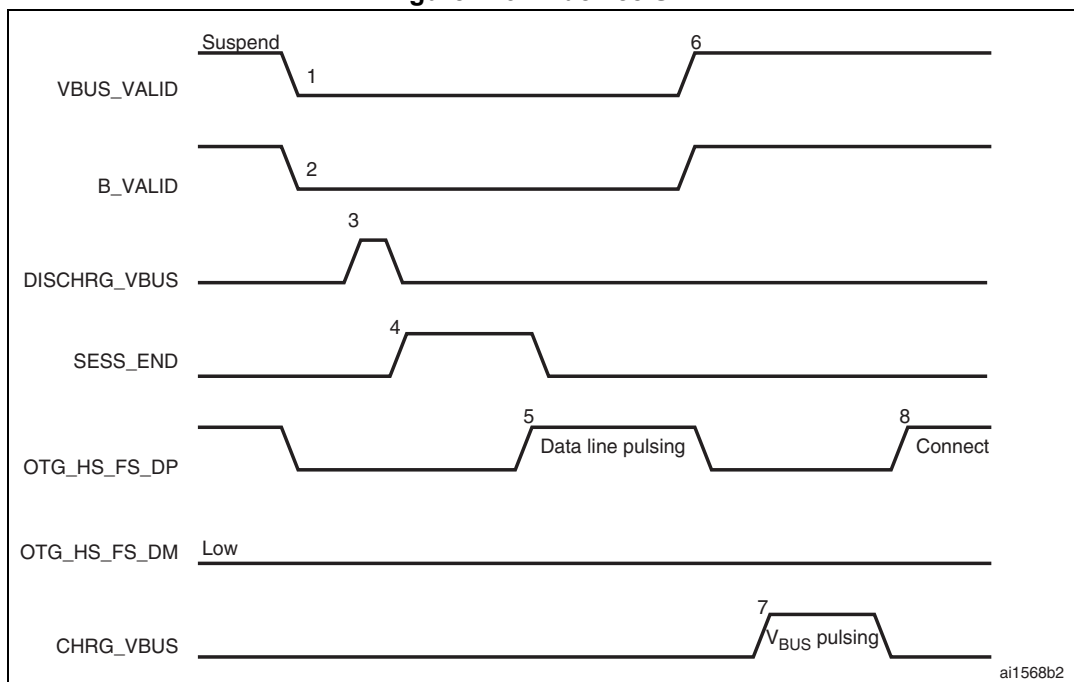 Suspend
6
VBUS_VALID
1
B_VALID
2
3
DISCHRG_VBUS
4
SESS_END
5
8
OTG_HS_FS_DP
Data line pulsing
Connect
OTG_HS_FS_DM
Low
7
CHRG_VBUS
VBUS pulsing
ai1568b2